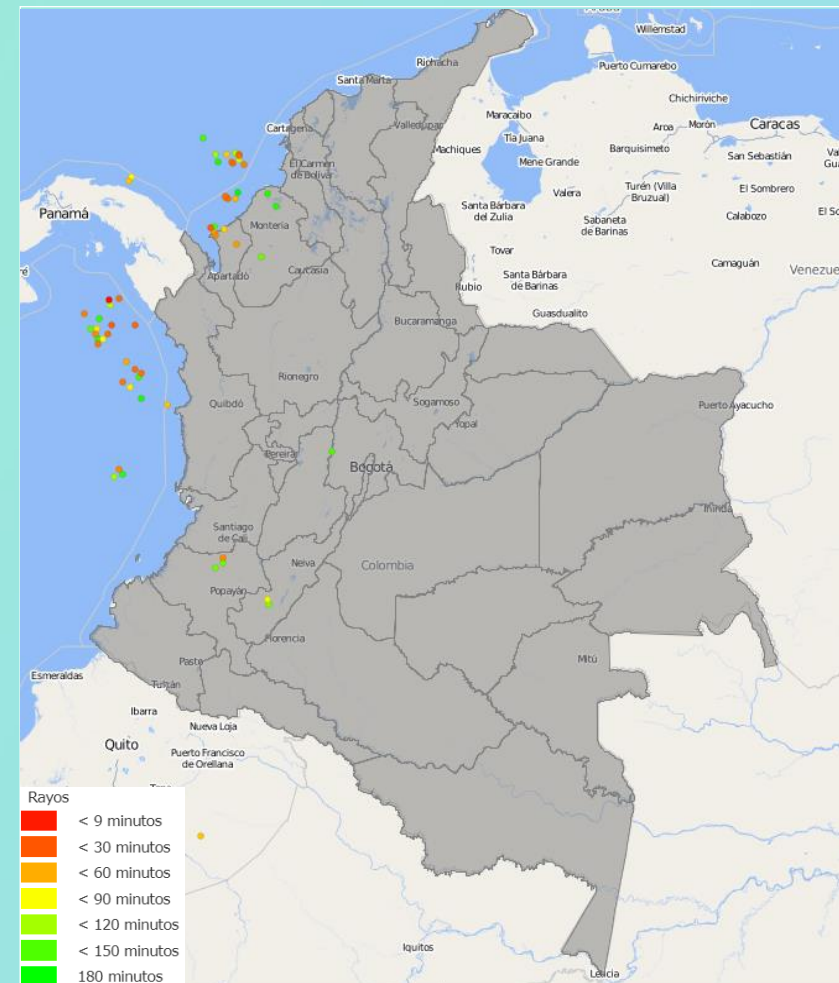 Willemstad
Riohacha
Puerto Cumarebo
Santa Marta
Chichiriviche
Maracaibo
Cartagena
Valledupar
Tía Juana
Aroa
Morón
Caracas
Machiques
Barquisimeto
El Carmen
de Bolívar
Mene Grande
San Sebastián
Turén (Villa
Bruzual)
El Sombrero
Valera
Panamá
Santa Bárbara
del Zulia
Sabaneta
de Barinas
Calabozo
El
Montería
Tovar
Camaguán
Apartadó
Caucasia
Santa Bárbara
de Barinas
Rubio
Guasdualito
Bucaramanga
Rionegro
Quibdó
Sogamoso
Puerto Ayacucho
Yopal
Pereira
Bogotá
Inírida
Santiago
de Cali
Neiva
Colombia
Popayán
Florencia
Pasto
Mitú
Esmeraldas
Tulcán
Ibarra
Nueva Loja
Quito
Puerto Francisco
de Orellana
Rayos
< 9 minutos
< 30 minutos
< 60 minutos
< 90 minutos
< 120 minutos
< 150 minutos
180 minutos
Iquitos
Leticia